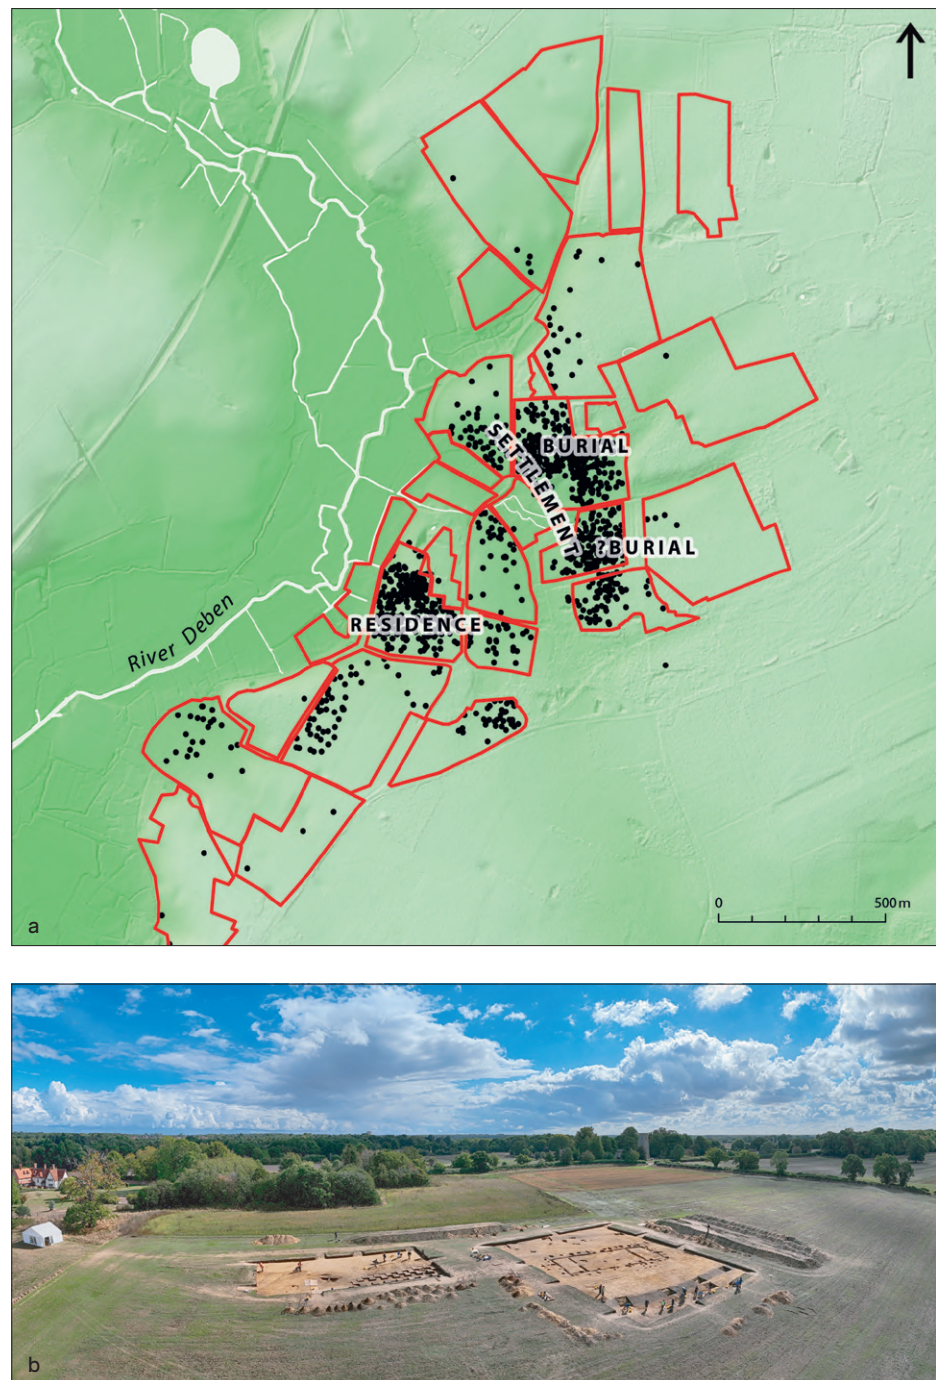 SETTLEMENT
BURIAL
?BURIAL
RESIDENCE
River Deben
0 500 m
a
b